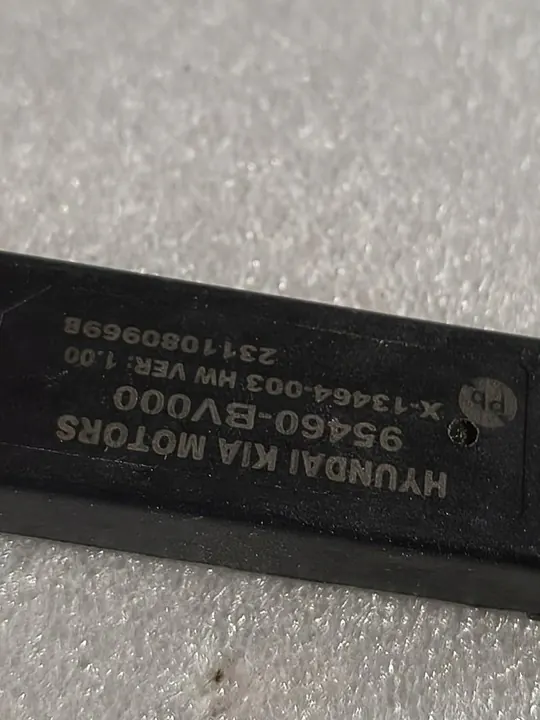 HYUNDAI KIA MOTORS
95460-BV000
X-13464-003 HW VER: 1.00
2311080969B
Pb